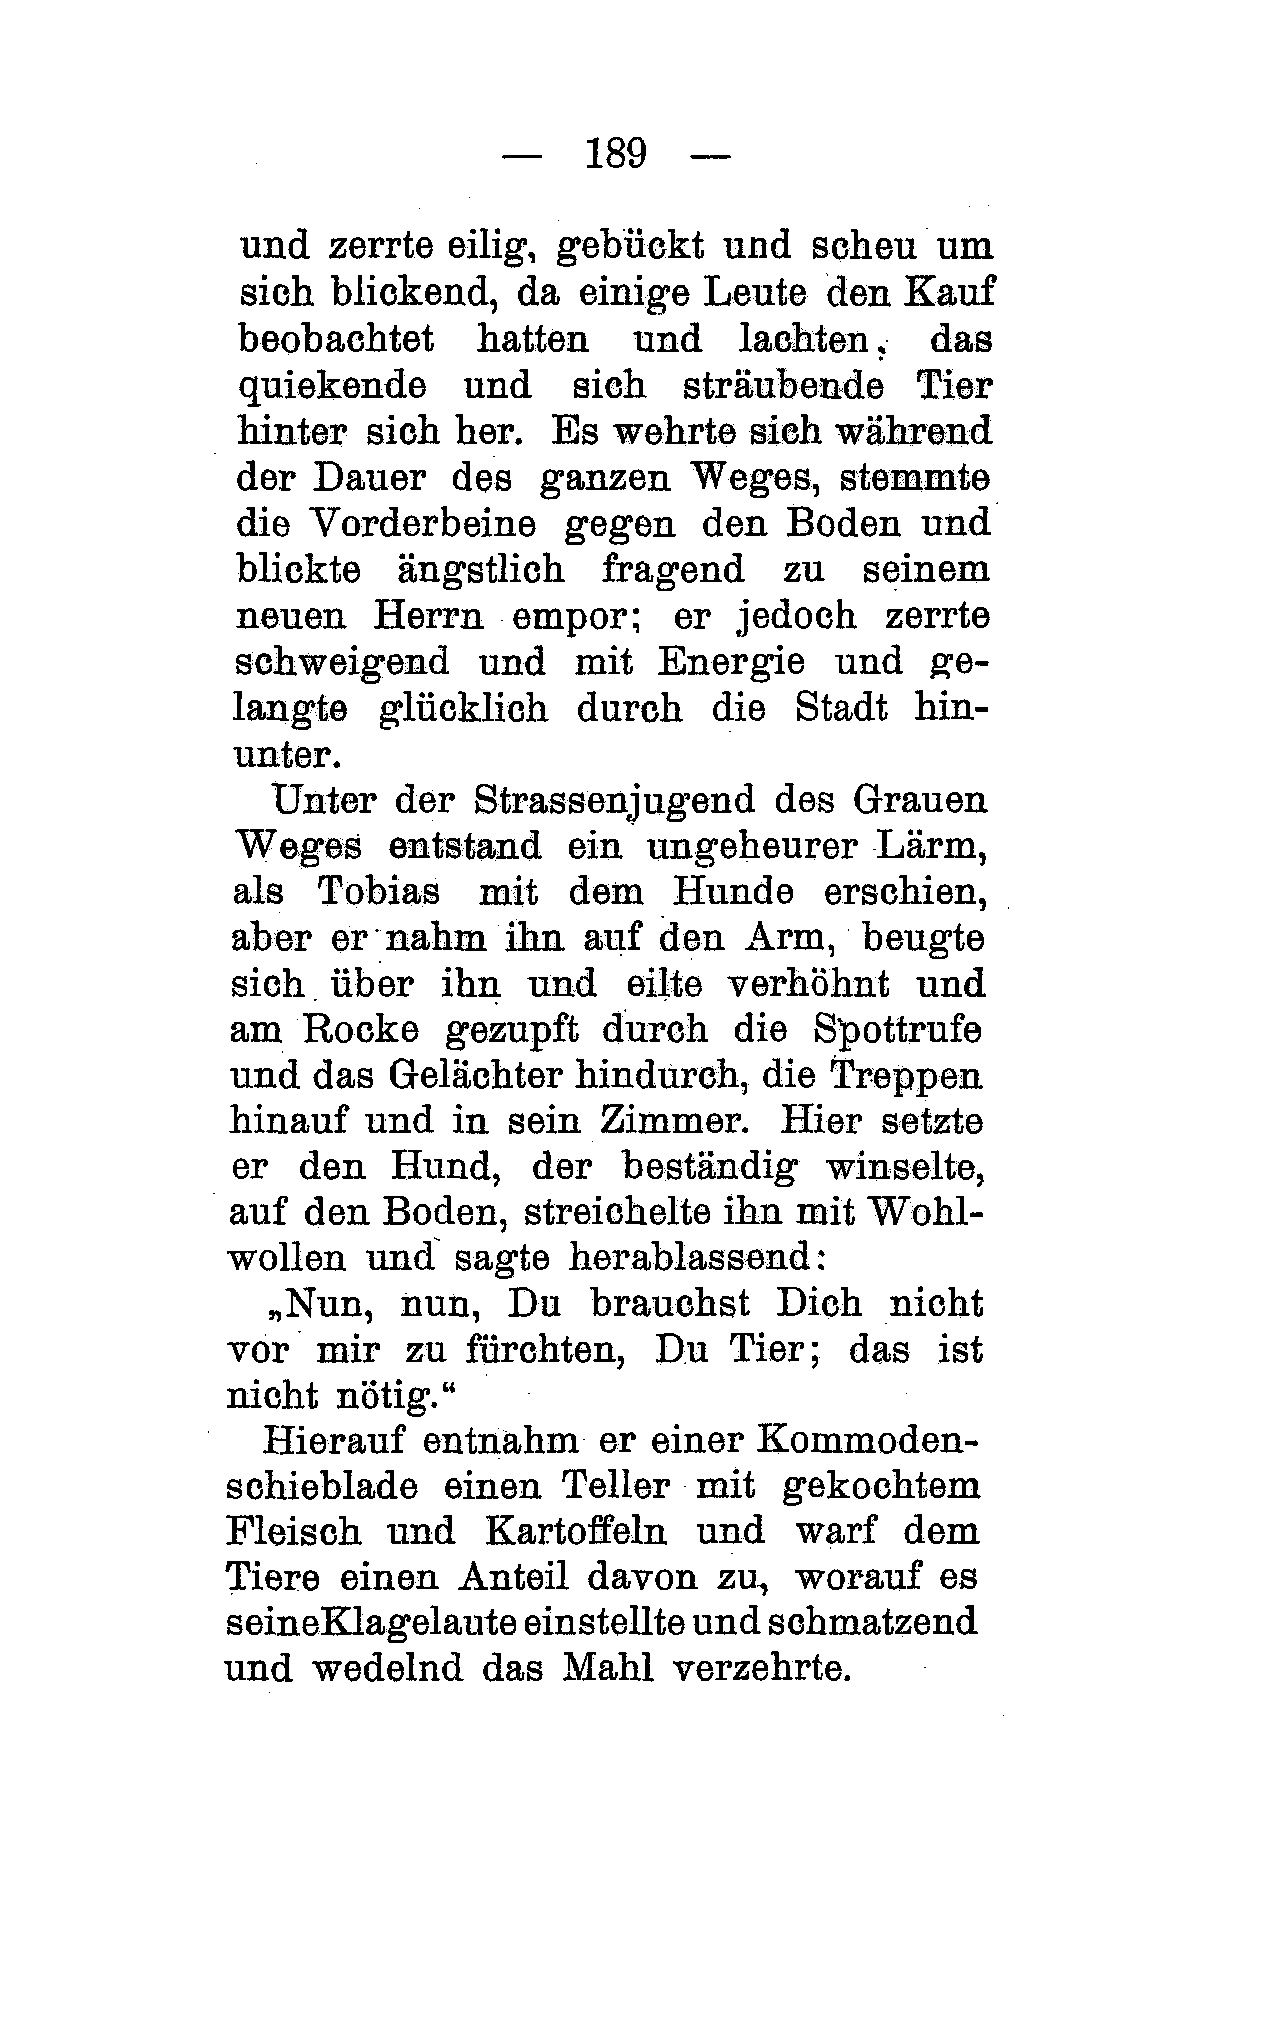 — 189 —
und zerrte eilig, gebückt und scheu um
sich blickend, da einige Leute den Kauf
beobachtet hatten und lachten, das
quiekende und sich sträubende Tier
hinter sich her. Es wehrte sich während
der Dauer des ganzen Weges, stemmte
die Vorderbeine gegen den Boden und
blickte ängstlich fragend zu seinem
neuen Herrn empor; er jedoch zerrte
schweigend und mit Energie und ge-
langte glücklich durch die Stadt hin-
unter.
Unter der Strassenjugend des Grauen
Weges entstand ein ungeheurer Lärm,
als Tobias mit dem Hunde erschien,
aber er nahm ihn auf den Arm, beugte
sich über ihn und eilte verhöhnt und
am Rocke gezupft durch die Spottrufe
und das Gelächter hindurch, die Treppen
hinauf und in sein Zimmer. Hier setzte
er den Hund, der beständig winselte,
auf den Boden, streichelte ihn mit Wohl-
wollen und sagte herablassend:
„Nun, nun, Du brauchst Dich nicht
vor mir zu fürchten, Du Tier; das ist
nicht nötig.“
Hierauf entnahm er einer Kommoden-
schieblade einen Teller mit gekochtem
Fleisch und Kartoffeln und warf dem
Tiere einen Anteil davon zu, worauf es
seineKlagelaute einstellte und schmatzend
und wedelnd das Mahl verzehrte.